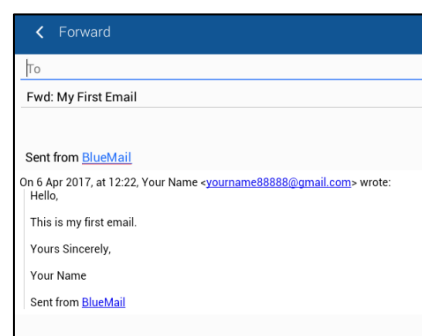 Forward
To
Fwd: My First Email
Sent from BlueMail
On 6 Apr 2017, at 12:22, Your Name <yourname88888@gmail.com> wrote:
Hello,
This is my first email.
Yours Sincerely,
Your Name
Sent from BlueMail